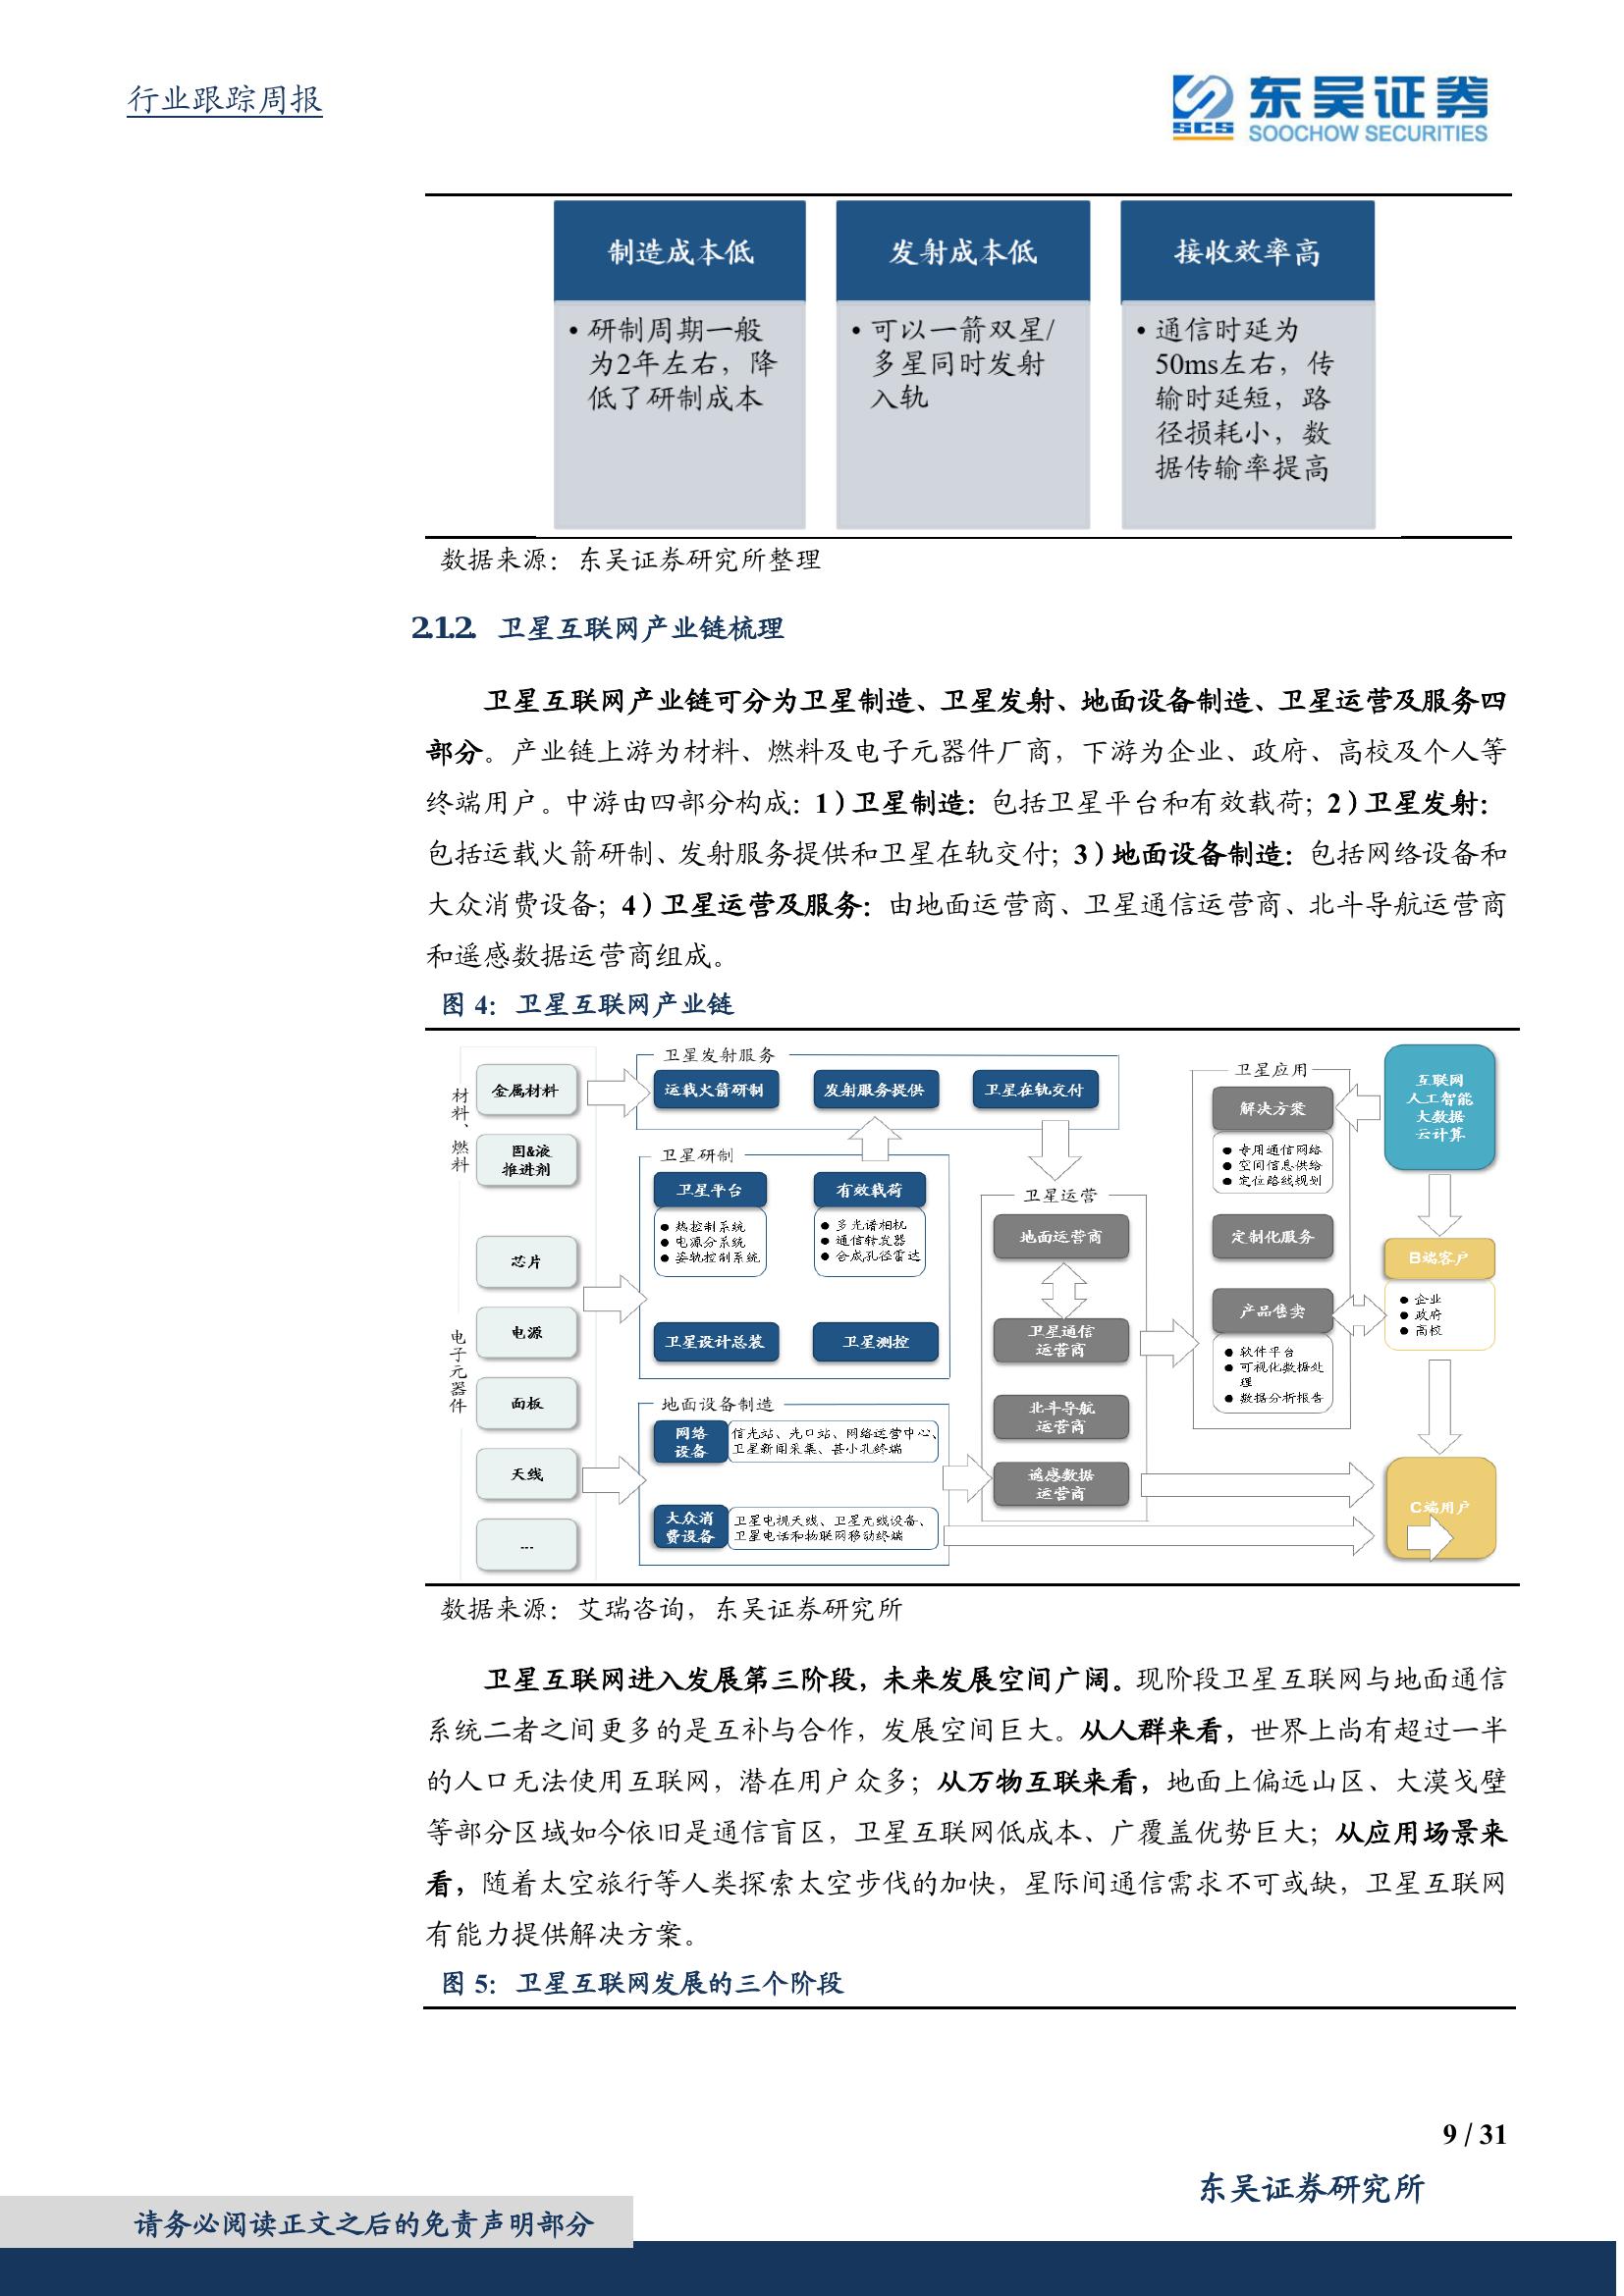 行业跟踪周报
东吴证券
SCS
SOOCHOW SECURITIES
制造成本低
• 研制周期一般
为2年左右，降
低了研制成本
发射成本低
• 可以一箭双星/
多星同时发射
入轨
接收效率高
• 通信时延为
50ms左右，传
输时延短，路
径损耗小，数
据传输率提高
数据来源：东吴证券研究所整理
2.1.2. 卫星互联网产业链梳理
卫星互联网产业链可分为卫星制造、卫星发射、地面设备制造、卫星运营及服务四
部分。产业链上游为材料、燃料及电子元器件厂商，下游为企业、政府、高校及个人等
终端用户。中游由四部分构成：1）卫星制造：包括卫星平台和有效载荷；2）卫星发射：
包括运载火箭研制、发射服务提供和卫星在轨交付；3）地面设备制造：包括网络设备和
大众消费设备；4）卫星运营及服务：由地面运营商、卫星通信运营商、北斗导航运营商
和遥感数据运营商组成。
图 4：卫星互联网产业链
材料、燃料
金属材料
固&液
推进剂
电子元器件
芯片
电源
面板
天线
...
卫星发射服务
运载火箭研制
发射服务提供
卫星在轨交付
卫星研制
卫星平台
● 热控制系统
● 电源分系统
● 姿轨控制系统
有效载荷
● 多光谱相机
● 通信转发器
● 合成孔径雷达
卫星设计总装
卫星测控
地面设备制造
网络
设备
信关站、关口站、网络运营中心、
卫星新闻采集、甚小孔终端
大众消
费设备
卫星电视天线、卫星无线设备、
卫星电话和物联网移动终端
卫星运营
地面运营商
卫星通信
运营商
北斗导航
运营商
遥感数据
运营商
卫星应用
解决方案
● 专用通信网络
● 空间信息供给
● 定位路线规划
定制化服务
产品售卖
● 软件平台
● 可视化数据处
理
● 数据分析报告
互联网
人工智能
大数据
云计算
B端客户
● 企业
● 政府
● 高校
C端用户
数据来源：艾瑞咨询，东吴证券研究所
卫星互联网进入发展第三阶段，未来发展空间广阔。现阶段卫星互联网与地面通信
系统二者之间更多的是互补与合作，发展空间巨大。从人群来看，世界上尚有超过一半
的人口无法使用互联网，潜在用户众多；从万物互联来看，地面上偏远山区、大漠戈壁
等部分区域如今依旧是通信盲区，卫星互联网低成本、广覆盖优势巨大；从应用场景来
看，随着太空旅行等人类探索太空步伐的加快，星际间通信需求不可或缺，卫星互联网
有能力提供解决方案。
图 5：卫星互联网发展的三个阶段
9 / 31
东吴证券研究所
请务必阅读正文之后的免责声明部分